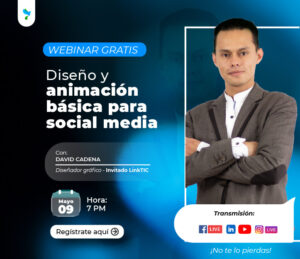 WEBINAR GRATIS
Diseño y
animación
básica para
social media
Con:
DAVID CADENA
Diseñador gráfico - Invitado LinkTIC
Mayo
09
Hora:
7 PM
Regístrate aquí
Transmisión:
LIVE
LIVE
¡No te lo pierdas!